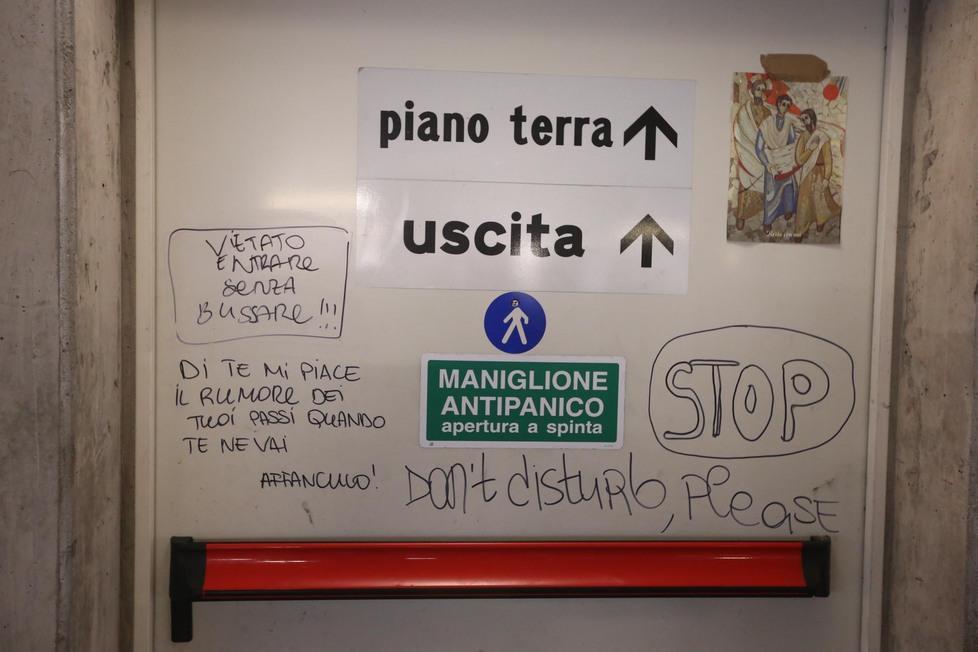 piano terra
uscita
VIETATO
ENTRARE
SENZA
BUSSARE!!!
DI TE MI PIACE
IL RUMORE DEI
TUOI PASSI QUANDO
TE NE VAI
AFFANCULO!
MANIGLIONE
ANTIPANICO
apertura a spinta
STOP
Don't disturb, PleaSE